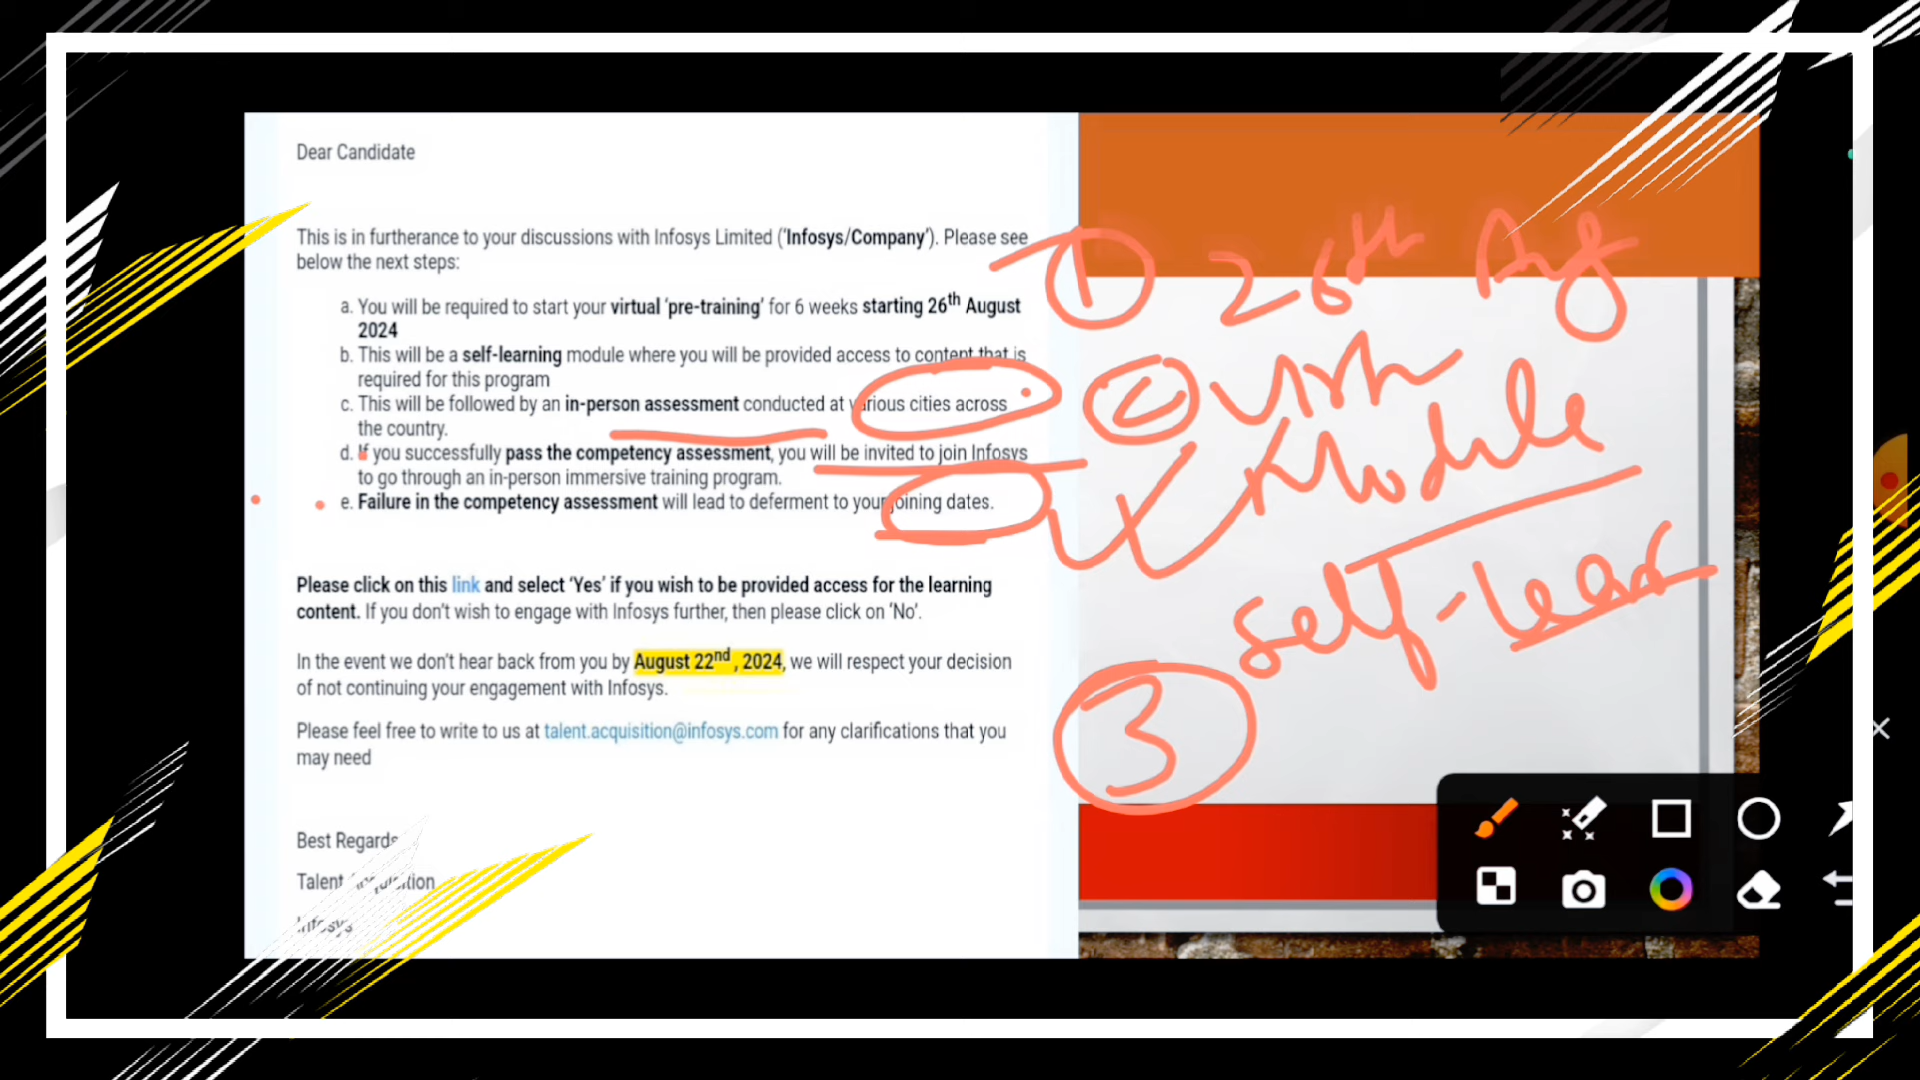 Dear Candidate
This is in furtherance to your discussions with Infosys Limited ('Infosys/Company'). Please see
below the next steps:
a. You will be required to start your virtual 'pre-training' for 6 weeks starting 26th August
2024
b. This will be a self-learning module where you will be provided access to content that is
required for this program
c. This will be followed by an in-person assessment conducted at various cities across
the country.
d. If you successfully pass the competency assessment, you will be invited to join Infosys
to go through an in-person immersive training program.
e. Failure in the competency assessment will lead to deferment to your joining dates.
Please click on this link and select 'Yes' if you wish to be provided access for the learning
content. If you don't wish to engage with Infosys further, then please click on 'No'.
In the event we don't hear back from you by August 22nd , 2024, we will respect your decision
of not continuing your engagement with Infosys.
Please feel free to write to us at talent.acquisition@infosys.com for any clarifications that you
may need
Best Regards
Talent Acquisition
Infosys
1 26th Aug
Module
self-lear
3